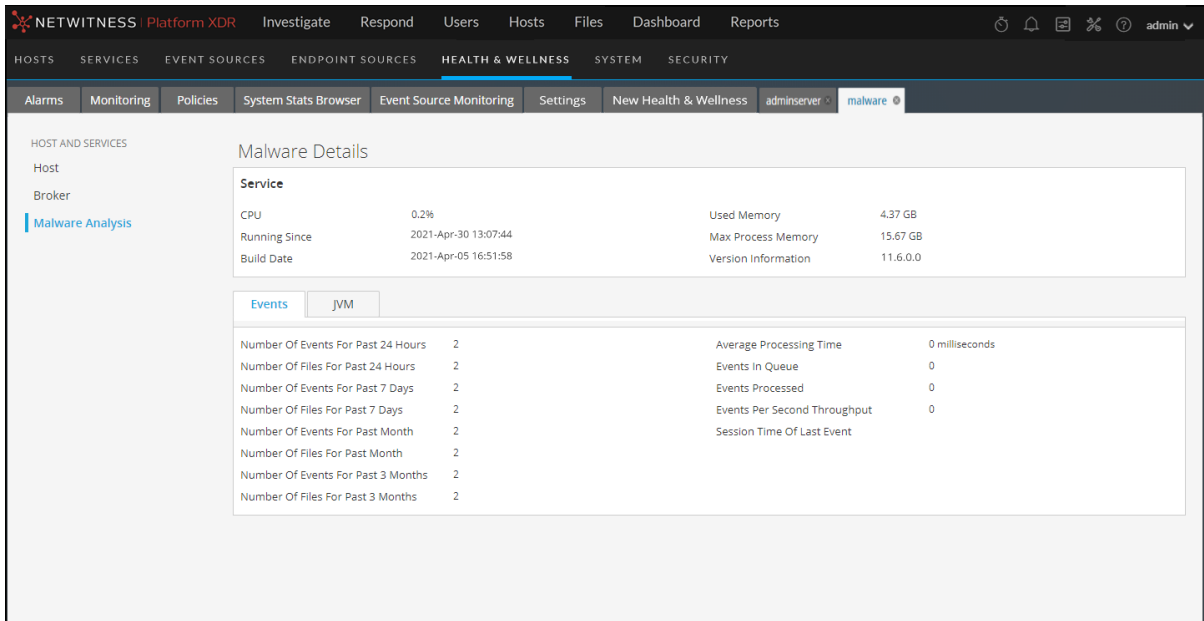 NETWITNESS Platform XDR Investigate Respond Users Hosts Files Dashboard Reports admin
HOSTS SERVICES EVENT SOURCES ENDPOINT SOURCES HEALTH & WELLNESS SYSTEM SECURITY
Alarms Monitoring Policies System Stats Browser Event Source Monitoring Settings New Health & Wellness adminserver malware
HOST AND SERVICES
Host
Broker
Malware Analysis
Malware Details
Service
CPU 0.2% Used Memory 4.37 GB
Running Since 2021-Apr-30 13:07:44 Max Process Memory 15.67 GB
Build Date 2021-Apr-05 16:51:58 Version Information 11.6.0.0
Events JVM
Number Of Events For Past 24 Hours 2 Average Processing Time 0 milliseconds
Number Of Files For Past 24 Hours 2 Events In Queue 0
Number Of Events For Past 7 Days 2 Events Processed 0
Number Of Files For Past 7 Days 2 Events Per Second Throughput 0
Number Of Events For Past Month 2 Session Time Of Last Event
Number Of Files For Past Month 2
Number Of Events For Past 3 Months 2
Number Of Files For Past 3 Months 2